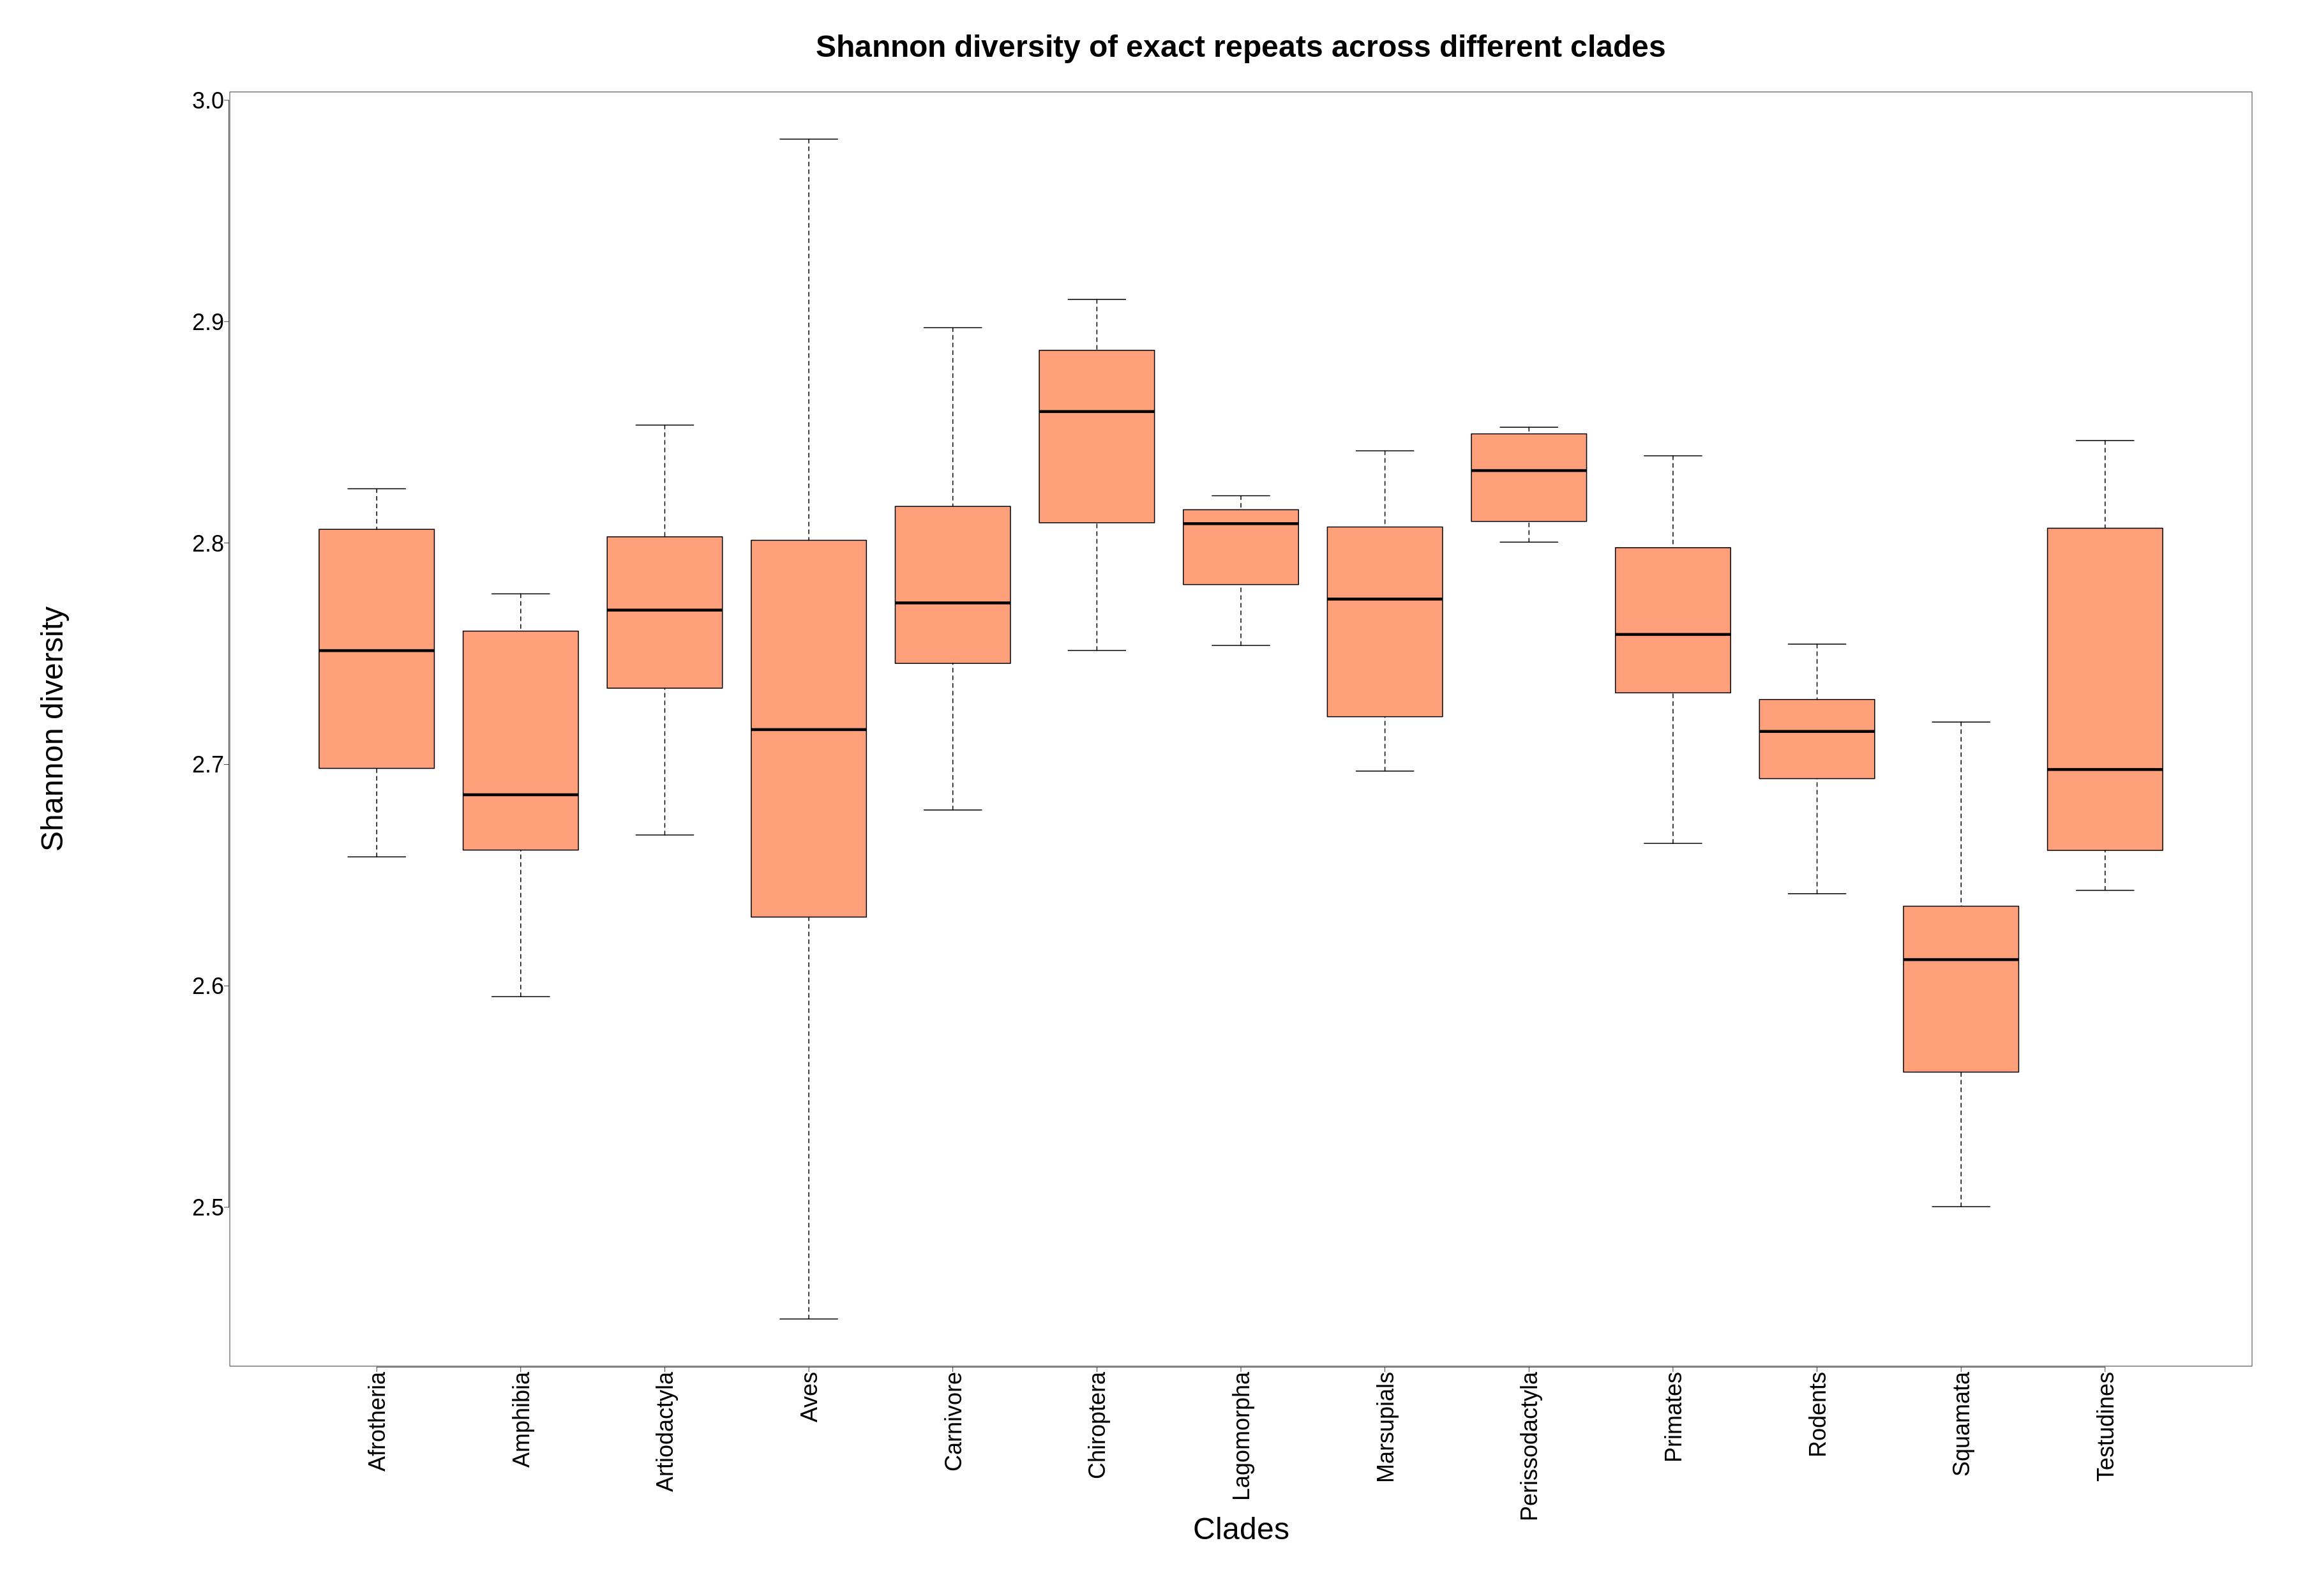 Shannon diversity of exact repeats across different clades
3.0
2.9
2.8
2.7
2.6
2.5
Shannon diversity
Afrotheria
Amphibia
Artiodactyla
Aves
Carnivore
Chiroptera
Lagomorpha
Marsupials
Perissodactyla
Primates
Rodents
Squamata
Testudines
Clades